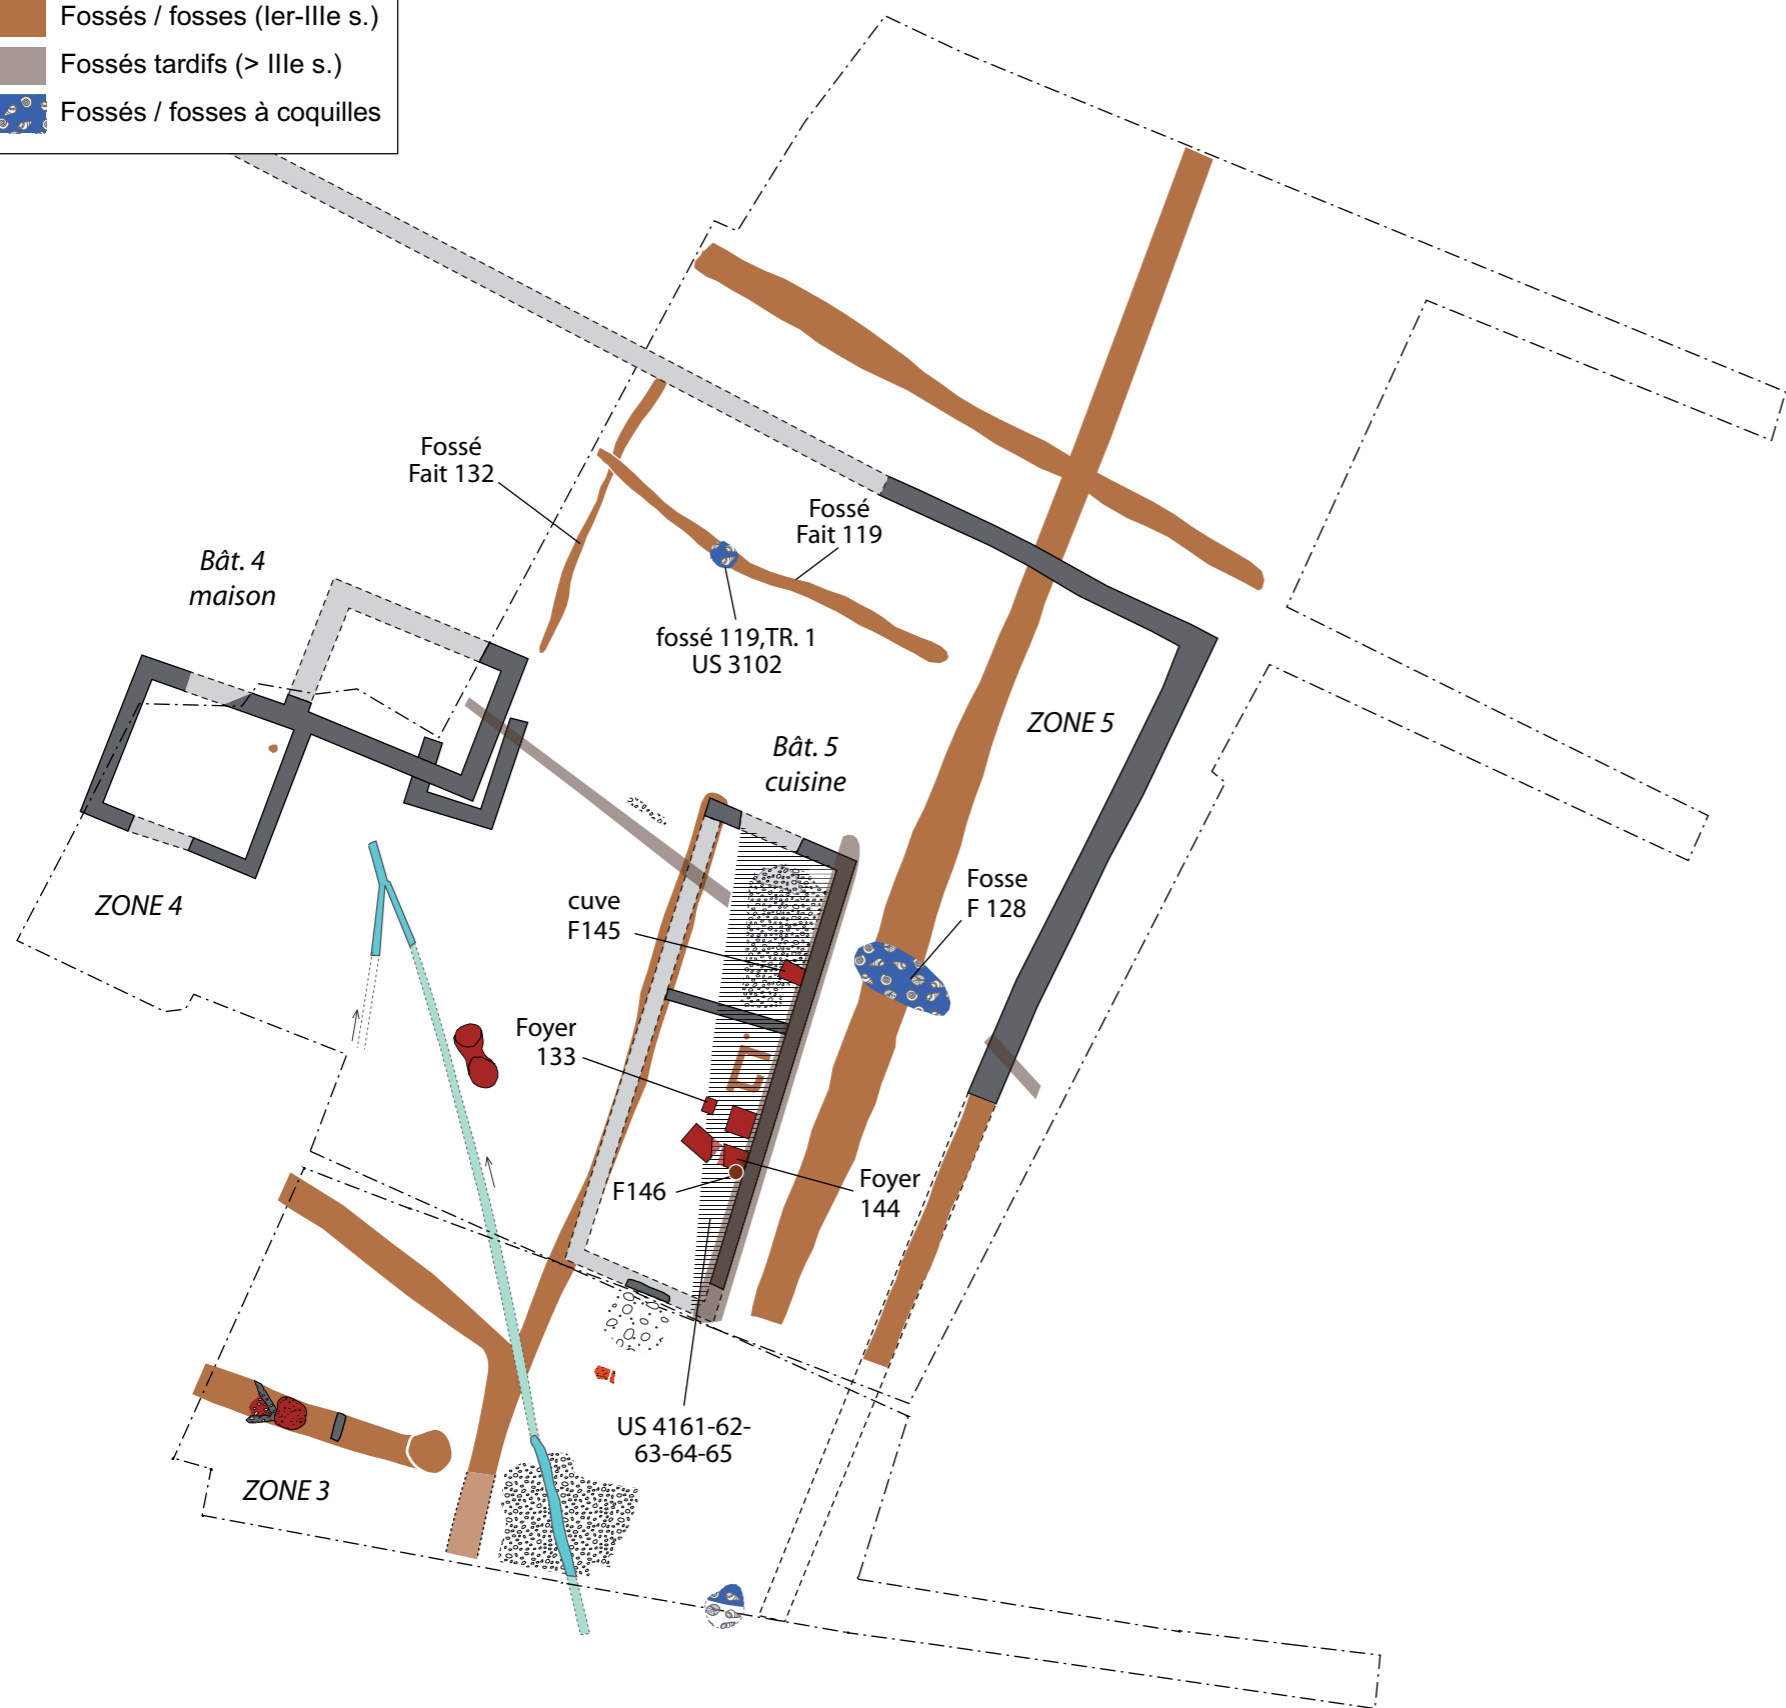 Fossés / fosses (Ier-IIIe s.)
Fossés tardifs (> IIIe s.)
Fossés / fosses à coquilles
Fossé
Fait 132
Fossé
Fait 119
Bât. 4
maison
fossé 119,TR. 1
US 3102
ZONE 5
Bât. 5
cuisine
Fosse
F 128
ZONE 4
cuve
F145
Foyer
133
F146
Foyer
144
US 4161-62-
63-64-65
ZONE 3